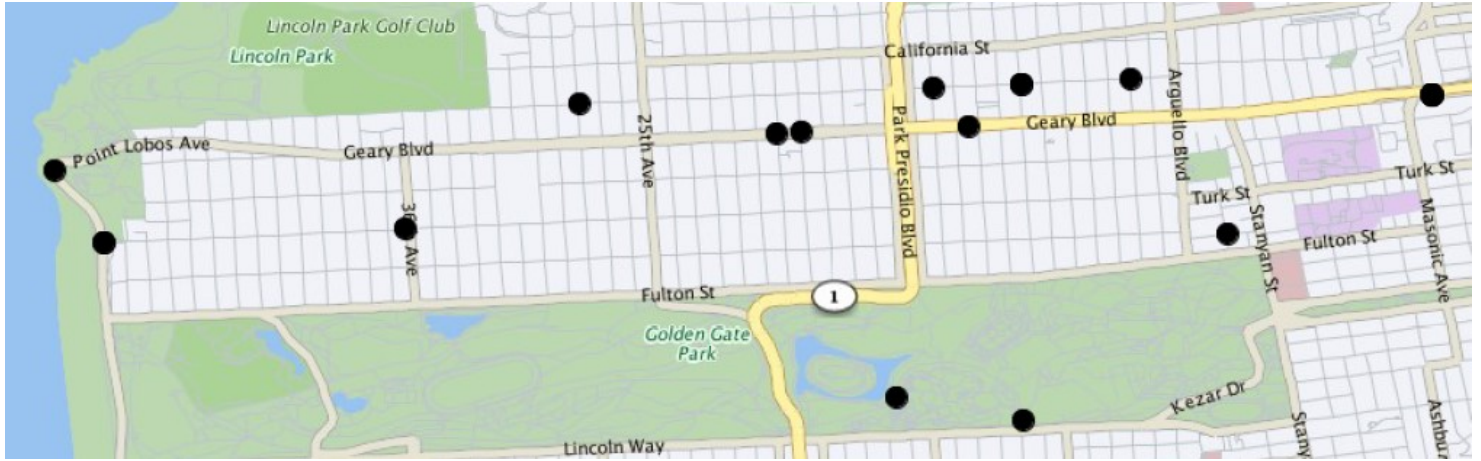 Lincoln Park Golf Club
Lincoln Park
California St
Point Lobos Ave
Geary Blvd
25th Ave
Park Presidio Blvd
Geary Blvd
Arguello Blvd
Turk St
Turk St
Ave
Stanyan St
Masonic Ave
Fulton St
Fulton St
1
Golden Gate
Park
Kezar Dr
Lincoln Way